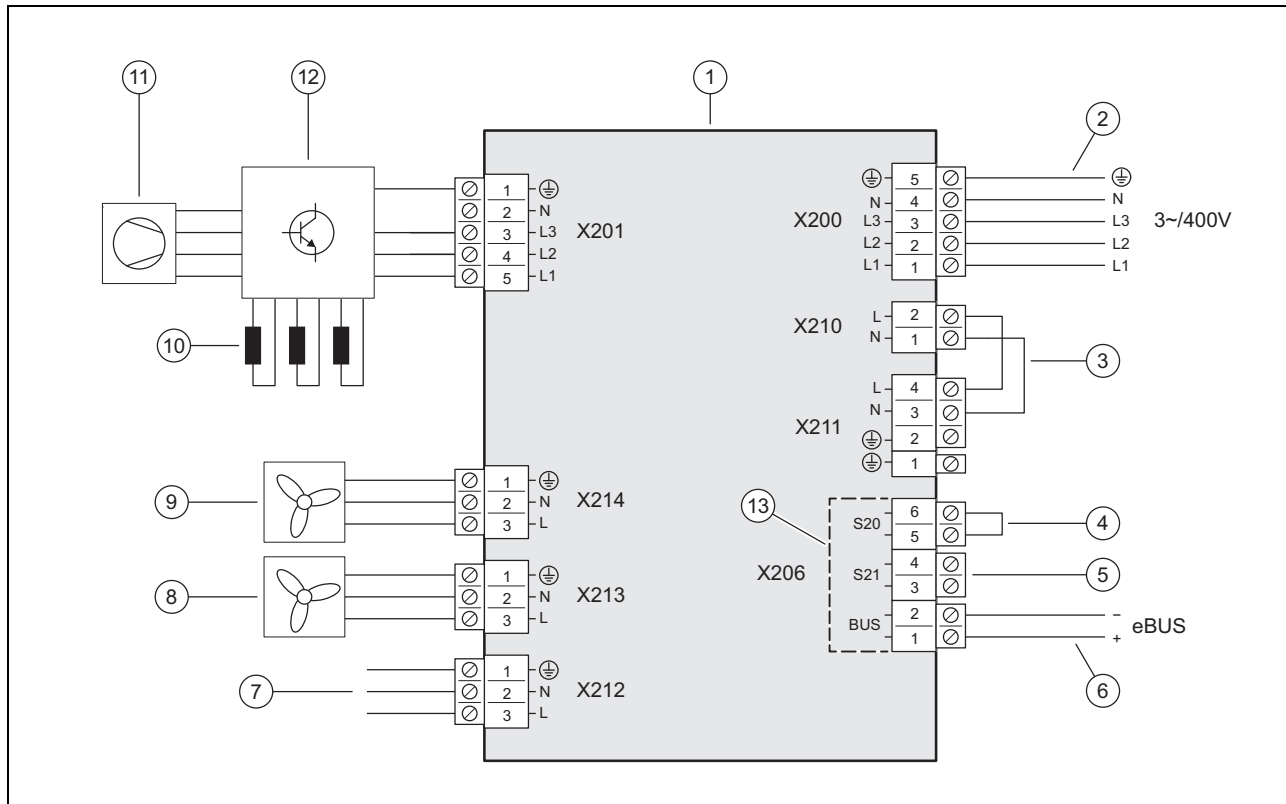 11
12
1
2
1
2 N
3 L3
4 L2
5 L1
X201
X200
5
N 4
L3 3
L2 2
L1 1
N
L3
L2
L1
3~/400V
10
X210
L 2
N 1
3
X211
L 4
N 3
2
1
9
1
2 N
3 L
X214
13
X206
S20
6
5
4
S21
4
3
5
BUS
2
1
−
+
eBUS
6
8
1
2 N
3 L
X213
7
1
2 N
3 L
X212